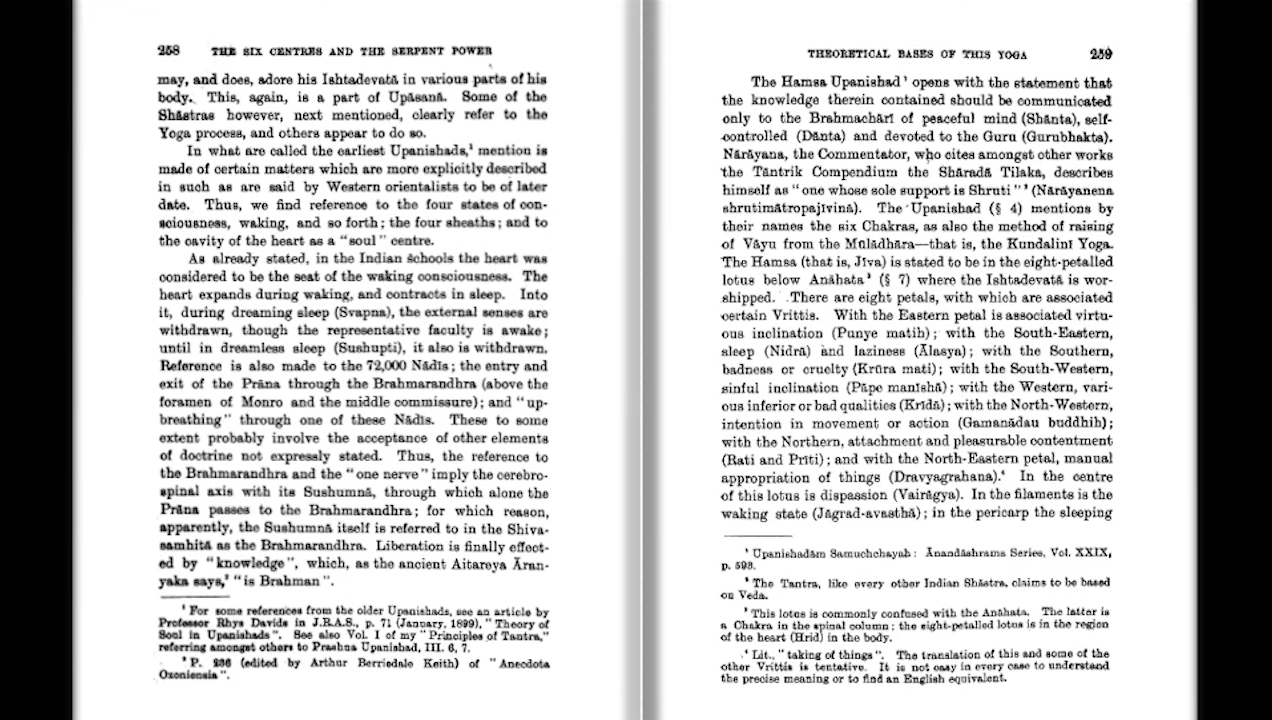 258 THE SIX CENTRES AND THE SERPENT POWER
may, and does, adore his Ishtadevatā in various parts of his
body. This, again, is a part of Upāsanā. Some of the
Shāstras however, next mentioned, clearly refer to the
Yoga process, and others appear to do so.
In what are called the earliest Upanishads,¹ mention is
made of certain matters which are more explicitly described
in such as are said by Western orientalists to be of later
date. Thus, we find reference to the four states of con-
sciousness, waking, and so forth; the four sheaths; and to
the cavity of the heart as a “soul” centre.
As already stated, in the Indian schools the heart was
considered to be the seat of the waking consciousness. The
heart expands during waking, and contracts in sleep. Into
it, during dreaming sleep (Svapna), the external senses are
withdrawn, though the representative faculty is awake;
until in dreamless sleep (Sushupti), it also is withdrawn.
Reference is also made to the 72,000 Nādīs; the entry and
exit of the Prāna through the Brahmarandhra (above the
foramen of Monro and the middle commissure); and “up-
breathing” through one of these Nādīs. These to some
extent probably involve the acceptance of other elements
of doctrine not expressly stated. Thus, the reference to
the Brahmarandhra and the “one nerve” imply the cerebro-
spinal axis with its Sushumnā, through which alone the
Prāna passes to the Brahmarandhra; for which reason,
apparently, the Sushumnā itself is referred to in the Shiva-
samhitā as the Brahmarandhra. Liberation is finally effect-
ed by “knowledge”, which, as the ancient Aitareya Āran-
yaka says,² “is Brahman”.
¹ For some references from the older Upanishads, see an article by
Professor Rhys Davids in J.R.A.S., p. 71 (January, 1899), “Theory of
Soul in Upanishads”. See also Vol. I of my “Principles of Tantra,”
referring amongst others to Prashna Upanishad, III. 6, 7.
² P. 236 (edited by Arthur Berriedale Keith) of “Anecdota
Oxoniensia”.
THEORETICAL BASES OF THIS YOGA 259
The Hamsa Upanishad¹ opens with the statement that
the knowledge therein contained should be communicated
only to the Brahmachārī of peaceful mind (Shānta), self-
controlled (Dānta) and devoted to the Guru (Gurubhakta).
Nārāyana, the Commentator, who cites amongst other works
the Tāntrik Compendium the Shāradā Tilaka, describes
himself as “one whose sole support is Shruti”² (Nārāyanena
shrutimātropajīvinā). The Upanishad (§ 4) mentions by
their names the six Chakras, as also the method of raising
of Vāyu from the Mūlādhāra—that is, the Kundalinī Yoga.
The Hamsa (that is, Jīva) is stated to be in the eight-petalled
lotus below Anāhata³ (§ 7) where the Ishtadevatā is wor-
shipped. There are eight petals, with which are associated
certain Vrittis. With the Eastern petal is associated virtu-
ous inclination (Punye matih); with the South-Eastern,
sleep (Nidrā) and laziness (Ālasya); with the Southern,
badness or cruelty (Krūra mati); with the South-Western,
sinful inclination (Pāpe manīshā); with the Western, vari-
ous inferior or bad qualities (Krīdā); with the North-Western,
intention in movement or action (Gamanādau buddhih);
with the Northern, attachment and pleasurable contentment
(Rati and Prīti); and with the North-Eastern petal, manual
appropriation of things (Dravyagrahana).⁴ In the centre
of this lotus is dispassion (Vairāgya). In the filaments is the
waking state (Jāgrad-avasthā); in the pericarp the sleeping
¹ Upanishadām Samuchchayah: Ānandāshrama Series, Vol. XXIX,
p. 593.
² The Tantra, like every other Indian Shāstra, claims to be based
on Veda.
³ This lotus is commonly confused with the Anāhata. The latter is
a Chakra in the spinal column; the eight-petalled lotus is in the region
of the heart (Hrid) in the body.
⁴ Lit., “taking of things”. The translation of this and some of the
other Vrittis is tentative. It is not easy in every case to understand
the precise meaning or to find an English equivalent.